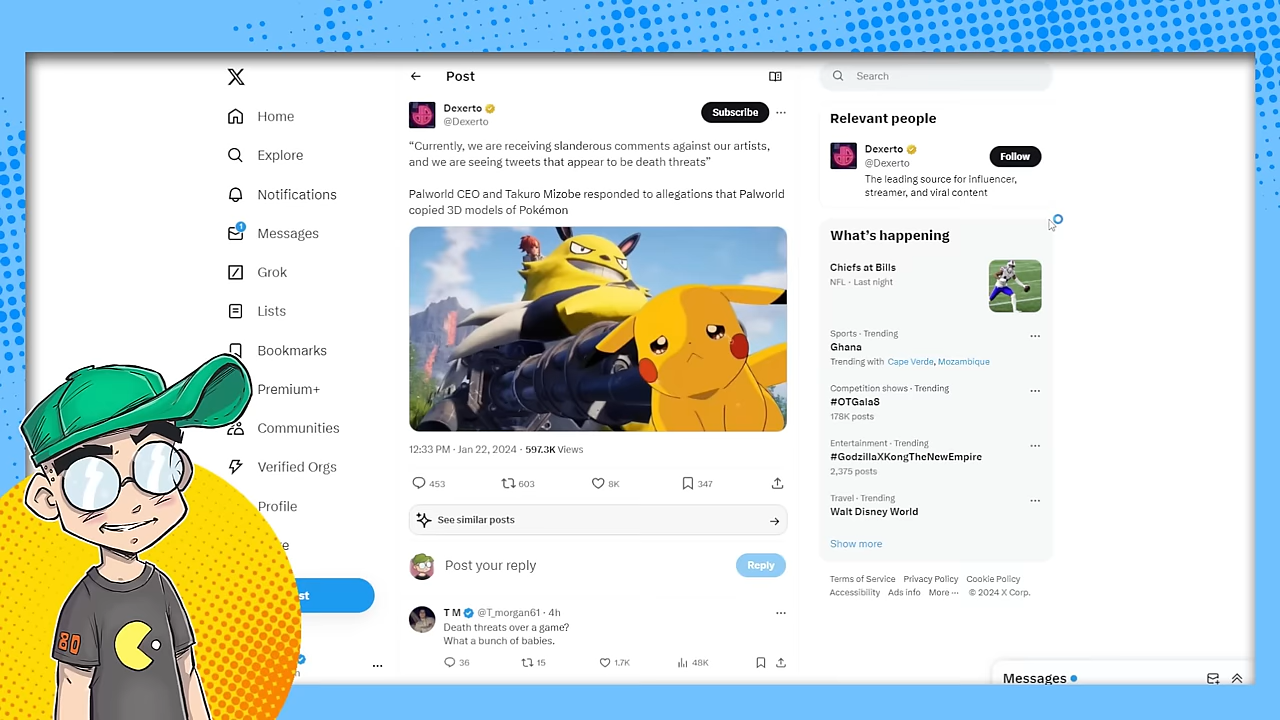 Home
Explore
Notifications
1
Messages
Grok
Lists
Bookmarks
Premium+
Communities
Verified Orgs
Profile
80
Post
Dexerto
@Dexerto
Subscribe
“Currently, we are receiving slanderous comments against our artists,
and we are seeing tweets that appear to be death threats”
Palworld CEO and Takuro Mizobe responded to allegations that Palworld
copied 3D models of Pokémon
12:33 PM · Jan 22, 2024 · 597.3K Views
453 603 8K 347
See similar posts
Post your reply
Reply
T M @T_morgan61 · 4h
Death threats over a game?
What a bunch of babies.
36 15 1.7K 48K
Search
Relevant people
Dexerto
@Dexerto
Follow
The leading source for influencer,
streamer, and viral content
What’s happening
Chiefs at Bills
NFL · Last night
Sports · Trending
Ghana
Trending with Cape Verde, Mozambique
Competition shows · Trending
#OTGala8
178K posts
Entertainment · Trending
#GodzillaXKongTheNewEmpire
2,375 posts
Travel · Trending
Walt Disney World
Show more
Terms of Service Privacy Policy Cookie Policy
Accessibility Ads info More ··· © 2024 X Corp.
Messages